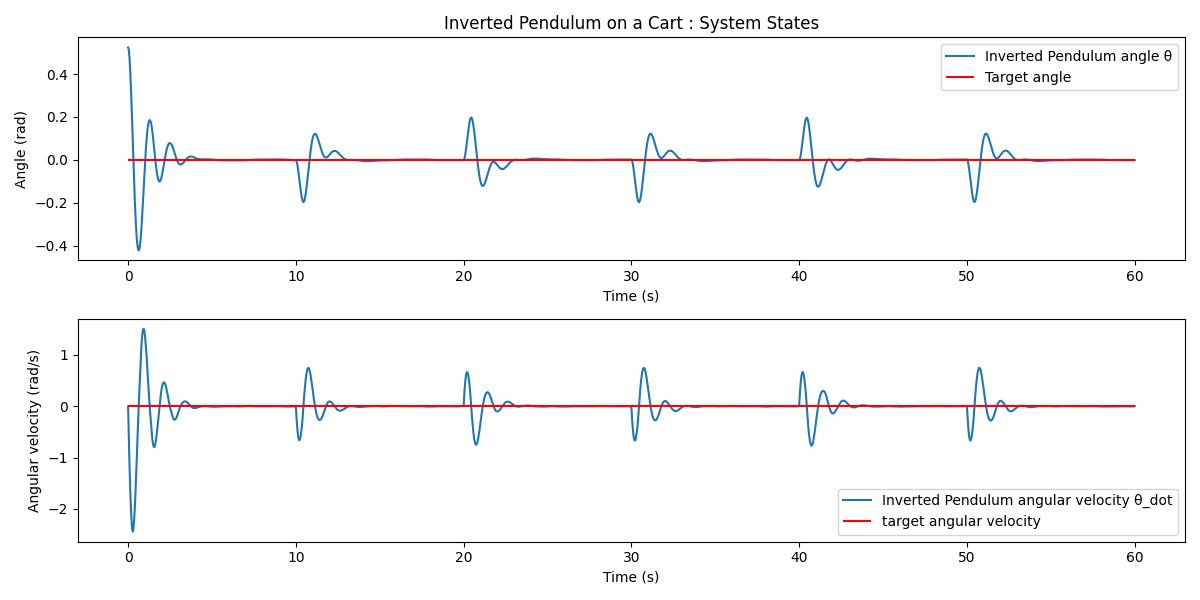 Inverted Pendulum on a Cart : System States
Inverted Pendulum angle θ
Target angle
Angle (rad)
0.4
0.2
0.0
−0.2
−0.4
0 10 20 30 40 50 60
Time (s)
Angular velocity (rad/s)
1
0
−1
−2
Inverted Pendulum angular velocity θ_dot
target angular velocity
0 10 20 30 40 50 60
Time (s)